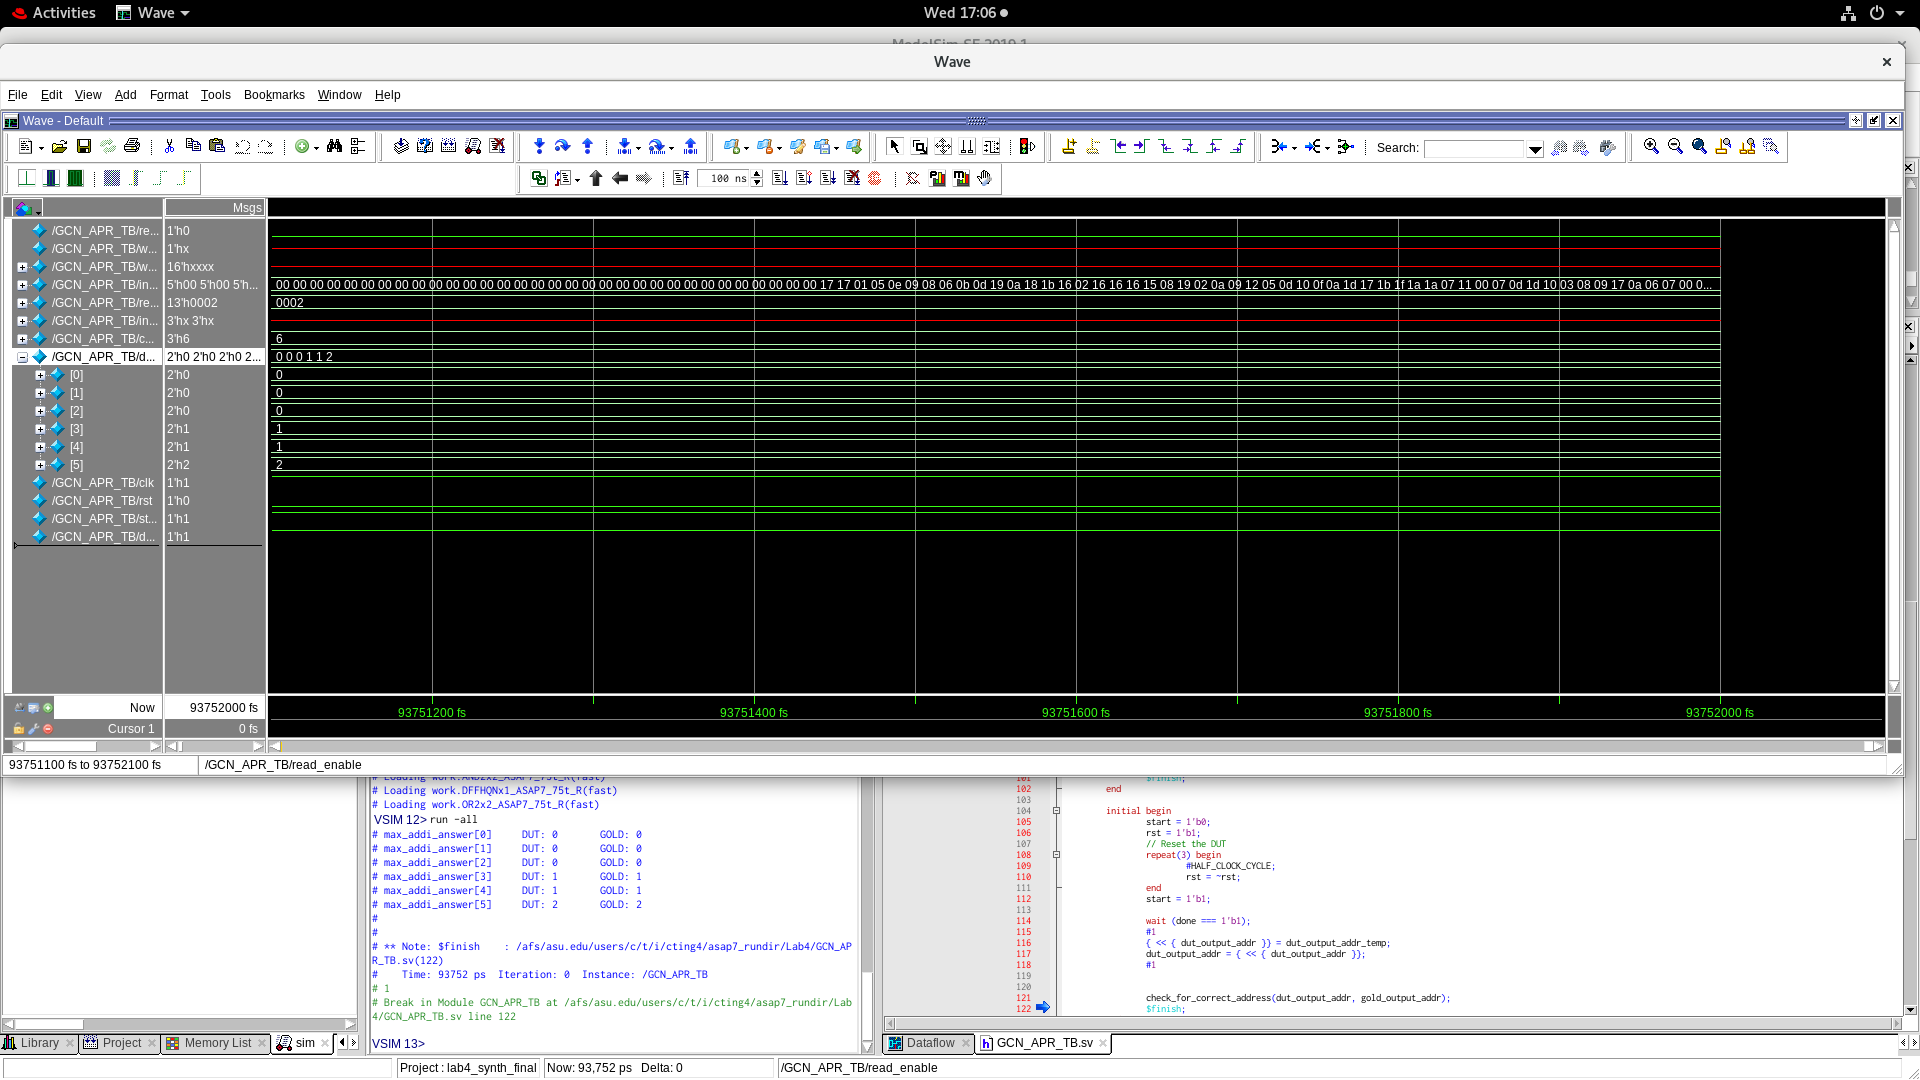 Activities Wave Wed 17:06
ModelSim SE 2019.1
Wave
File Edit View Add Format Tools Bookmarks Window Help
Wave - Default
Search:
100 ns
Msgs
/GCN_APR_TB/re... 1'h0
/GCN_APR_TB/w... 1'hx
/GCN_APR_TB/w... 16'hxxxx
/GCN_APR_TB/in... 5'h00 5'h00 5'h... 00 00 00 00 00 00 00 00 00 00 00 00 00 00 00 00 00 00 00 00 00 00 00 00 00 00 00 00 00 00 00 00 17 17 01 05 0e 09 08 06 0b 0d 19 0a 18 1b 16 02 16 16 16 15 08 19 02 0a 09 12 05 0d 10 0f 0a 1d 17 1b 1f 1a 1a 07 11 00 07 0d 1d 10 03 08 09 17 0a 06 07 00 0...
/GCN_APR_TB/re... 13'h0002 0002
/GCN_APR_TB/in... 3'hx 3'hx
/GCN_APR_TB/c... 3'h6 6
/GCN_APR_TB/d... 2'h0 2'h0 2'h0 2... 0 0 0 1 1 2
[0] 2'h0 0
[1] 2'h0 0
[2] 2'h0 0
[3] 2'h1 1
[4] 2'h1 1
[5] 2'h2 2
/GCN_APR_TB/clk 1'h1
/GCN_APR_TB/rst 1'h0
/GCN_APR_TB/st... 1'h1
/GCN_APR_TB/d... 1'h1
Now 93752000 fs 93751200 fs 93751400 fs 93751600 fs 93751800 fs 93752000 fs
Cursor 1 0 fs
93751100 fs to 93752100 fs /GCN_APR_TB/read_enable
# Loading work.AND2x2_ASAP7_75t_R(fast)
# Loading work.DFFHQNx1_ASAP7_75t_R(fast)
# Loading work.OR2x2_ASAP7_75t_R(fast)
VSIM 12> run -all
# max_addi_answer[0] DUT: 0 GOLD: 0
# max_addi_answer[1] DUT: 0 GOLD: 0
# max_addi_answer[2] DUT: 0 GOLD: 0
# max_addi_answer[3] DUT: 1 GOLD: 1
# max_addi_answer[4] DUT: 1 GOLD: 1
# max_addi_answer[5] DUT: 2 GOLD: 2
#
#
# ** Note: $finish : /afs/asu.edu/users/c/t/i/cting4/asap7_rundir/Lab4/GCN_AP
R_TB.sv(122)
# Time: 93752 ps Iteration: 0 Instance: /GCN_APR_TB
# 1
# Break in Module GCN_APR_TB at /afs/asu.edu/users/c/t/i/cting4/asap7_rundir/Lab
4/GCN_APR_TB.sv line 122
VSIM 13>
101 $finish;
102 end
103
104 initial begin
105 start = 1'b0;
106 rst = 1'b1;
107 // Reset the DUT
108 repeat(3) begin
109 #HALF_CLOCK_CYCLE;
110 rst = ~rst;
111 end
112 start = 1'b1;
113
114 wait (done === 1'b1);
115 #1
116 { << { dut_output_addr }} = dut_output_addr_temp;
117 dut_output_addr = { << { dut_output_addr }};
118 #1
119
120
121 check_for_correct_address(dut_output_addr, gold_output_addr);
122 $finish;
Library Project Memory List sim Dataflow GCN_APR_TB.sv
Project : lab4_synth_final Now: 93,752 ps Delta: 0 /GCN_APR_TB/read_enable